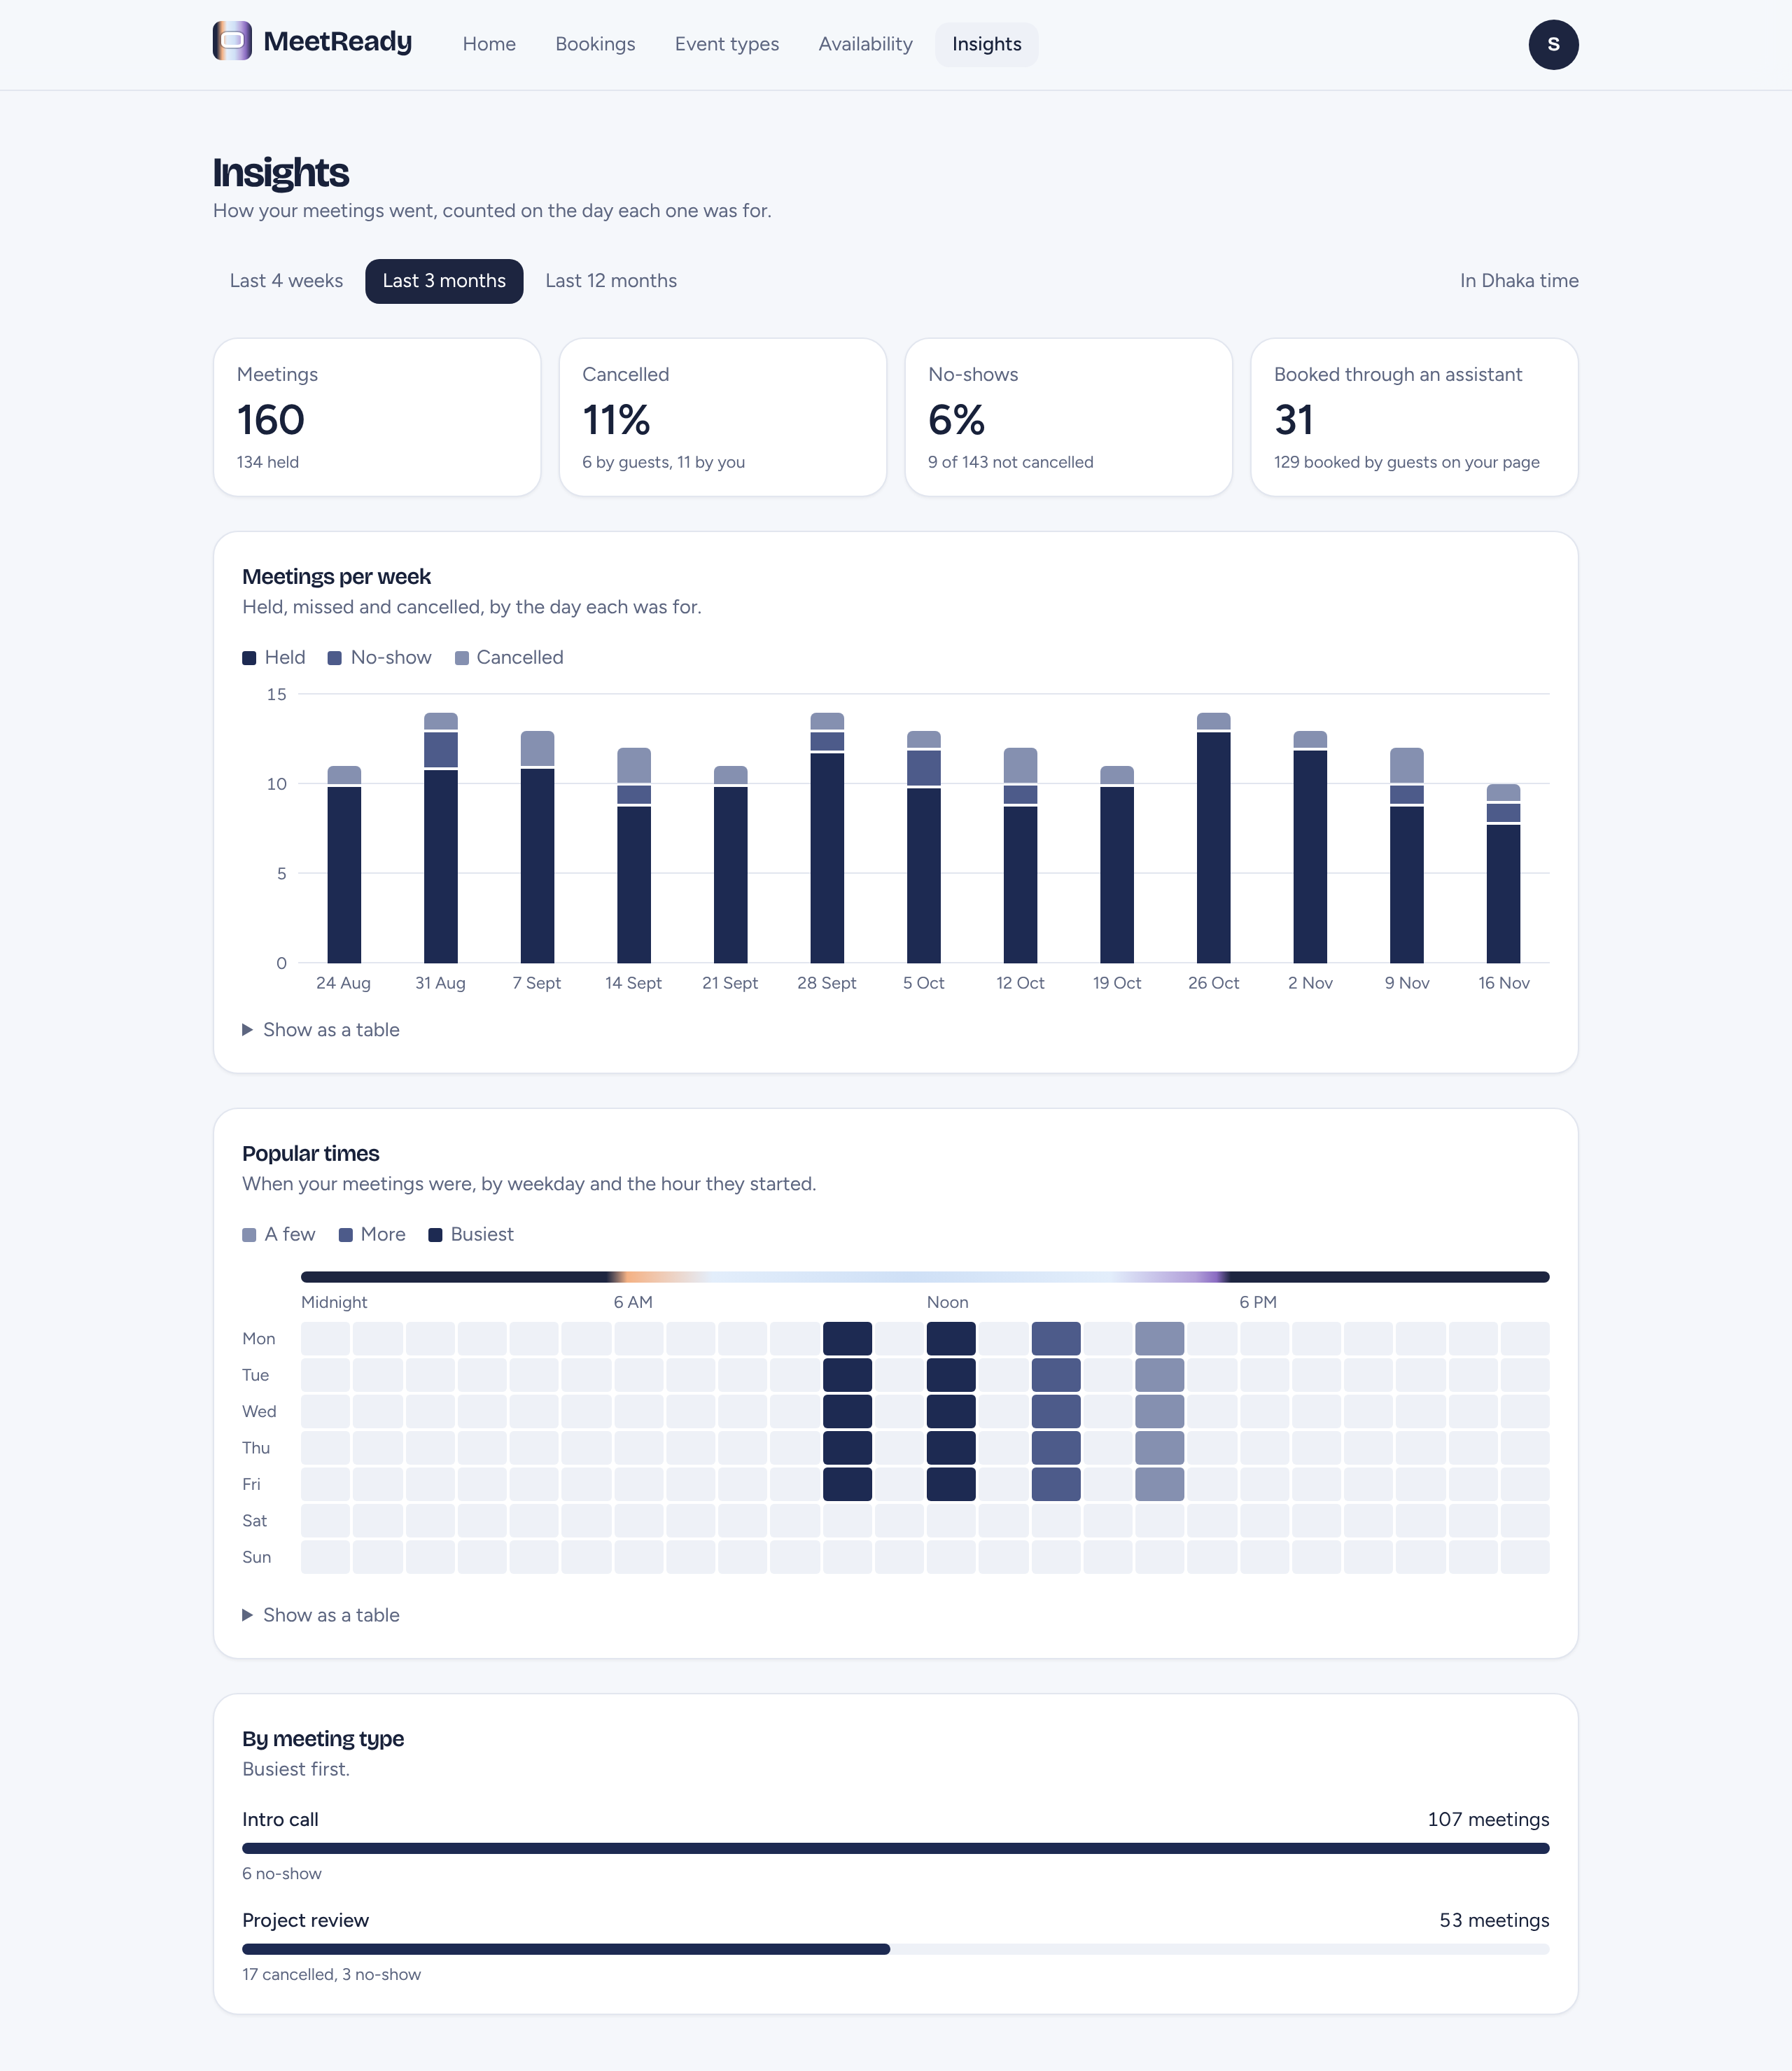 MeetReady Home Bookings Event types Availability Insights S
Insights
How your meetings went, counted on the day each one was for.
Last 4 weeks Last 3 months Last 12 months In Dhaka time
Meetings
160
134 held
Cancelled
11%
6 by guests, 11 by you
No-shows
6%
9 of 143 not cancelled
Booked through an assistant
31
129 booked by guests on your page
Meetings per week
Held, missed and cancelled, by the day each was for.
Held No-show Cancelled
15
10
5
0
24 Aug 31 Aug 7 Sept 14 Sept 21 Sept 28 Sept 5 Oct 12 Oct 19 Oct 26 Oct 2 Nov 9 Nov 16 Nov
Show as a table
Popular times
When your meetings were, by weekday and the hour they started.
A few More Busiest
Midnight 6 AM Noon 6 PM
Mon
Tue
Wed
Thu
Fri
Sat
Sun
Show as a table
By meeting type
Busiest first.
Intro call 107 meetings
6 no-show
Project review 53 meetings
17 cancelled, 3 no-show